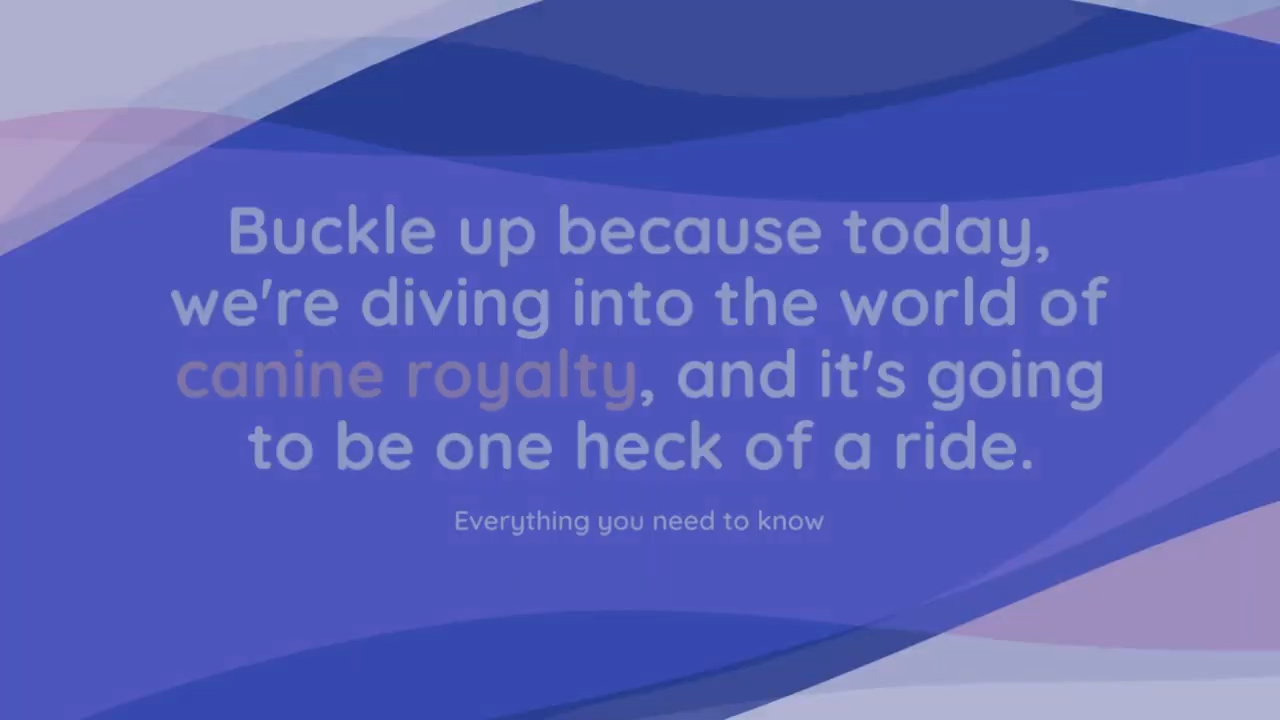 Buckle up because today,
we're diving into the world of
canine royalty, and it's going
to be one heck of a ride.
Everything you need to know